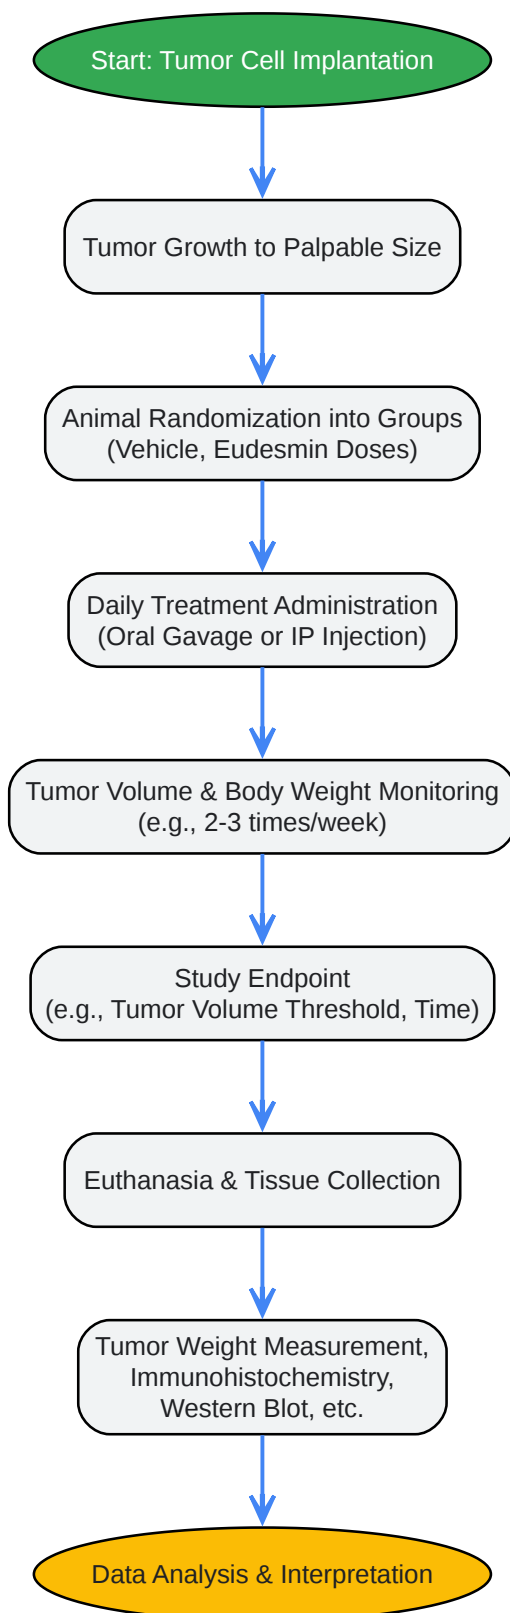 Start: Tumor Cell Implantation
Tumor Growth to Palpable Size
Animal Randomization into Groups
(Vehicle, Eudesmin Doses)
Daily Treatment Administration
(Oral Gavage or IP Injection)
Tumor Volume & Body Weight Monitoring
(e.g., 2-3 times/week)
Study Endpoint
(e.g., Tumor Volume Threshold, Time)
Euthanasia & Tissue Collection
Tumor Weight Measurement,
Immunohistochemistry,
Western Blot, etc.
Data Analysis & Interpretation